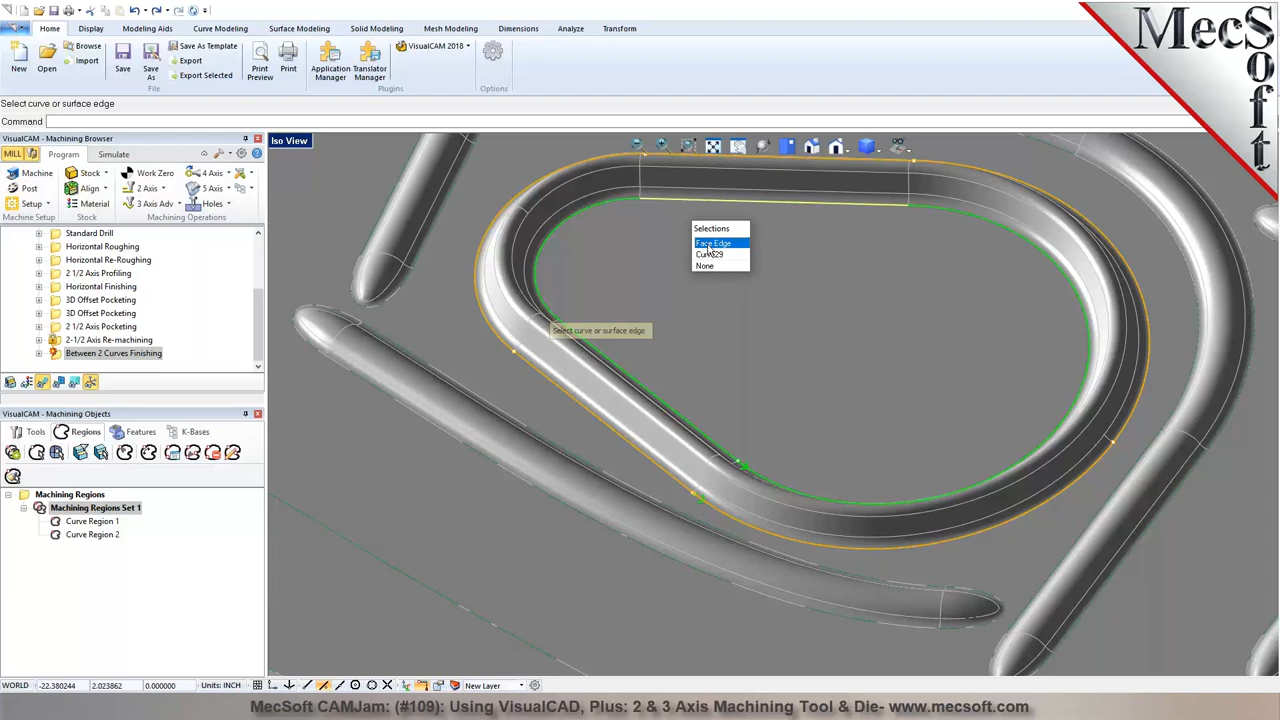 Home Display Modeling Aids Curve Modeling Surface Modeling Solid Modeling Mesh Modeling Dimensions Analyze Transform
New
Open
Browse
Import
Save
Save As
Save As Template
Export
Export Selected
Print Preview
Print
Application Manager
Translator Manager
VisualCAM 2018
File Plugins Options
MecSoft
Select curve or surface edge
Command
VisualCAM - Machining Browser
MILL Program Simulate
Machine Stock Work Zero 4 Axis
Post Align 2 Axis 5 Axis
Setup Material 3 Axis Adv Holes
Machine Setup Stock Machining Operations
Standard Drill
Horizontal Roughing
Horizontal Re-Roughing
2 1/2 Axis Profiling
Horizontal Finishing
3D Offset Pocketing
3D Offset Pocketing
2 1/2 Axis Pocketing
2-1/2 Axis Re-machining
Between 2 Curves Finishing
VisualCAM - Machining Objects
Tools Regions Features K-Bases
Machining Regions
Machining Regions Set 1
Curve Region 1
Curve Region 2
Iso View
Selections
Face Edge
None
Select curve or surface edge
WORLD -22.380244 2.023862 0.000000 Units: INCH New Layer
MecSoft CAMJam: (#109): Using VisualCAD, Plus: 2 & 3 Axis Machining Tool & Die- www.mecsoft.com